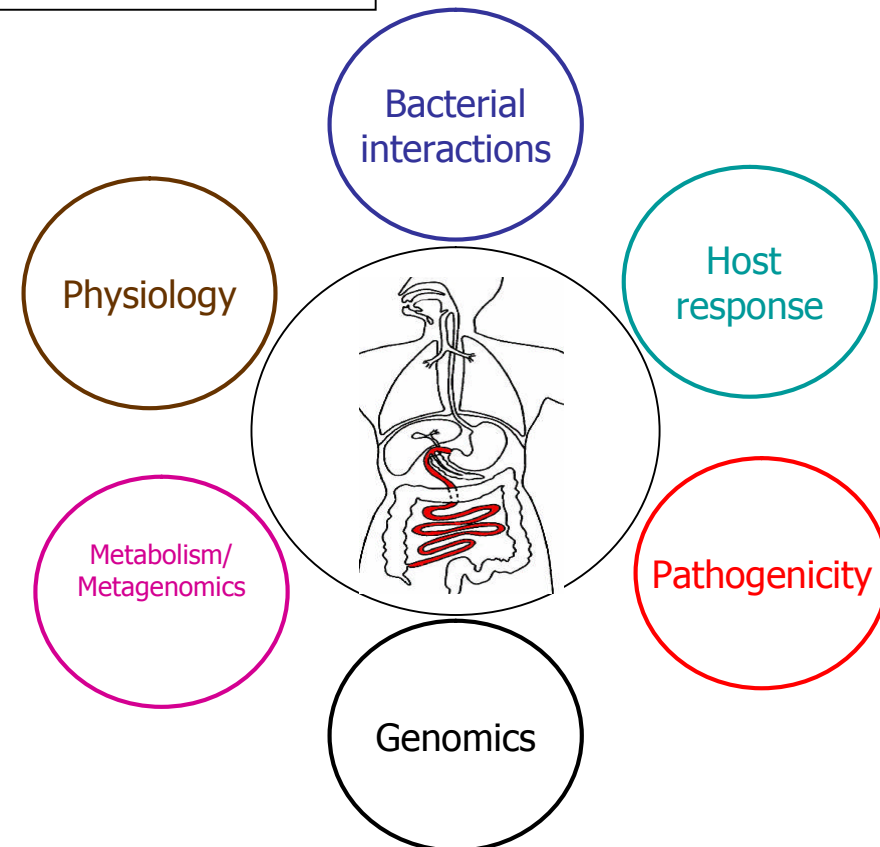 Bacterial
interactions
Host
response
Physiology
Metabolism/
Metagenomics
Pathogenicity
Genomics